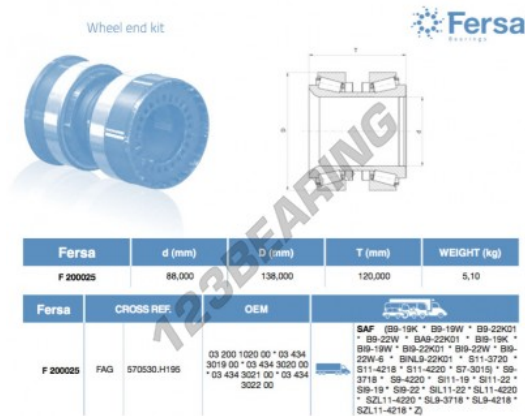 Wheel end kit
Fersa
Bearings
T
D
d
123BEARING
Fersa d (mm) D (mm) T (mm) WEIGHT (kg)
F 200025 88,000 138,000 120,000 5,10
Fersa CROSS REF. OEM
F 200025 FAG 570530.H195
03 200 1020 00 * 03 434
3019 00 * 03 434 3020 00
* 03 434 3021 00 * 03 434
3022 00
SAF (B9-19K * B9-19W * B9-22K01
* B9-22W * BA9-22K01 * BI9-19K *
BI9-19W * BI9-22K01 * BI9-22W * BI9-
22W-6 * BINL9-22K01 * S11-3720 *
S11-4218 * S11-4220 * S7-3015) * S9-
3718 * S9-4220 * SI11-19 * SI11-22 *
SI9-19 * SI9-22 * SIL11-22 * SL11-4220
* SZL11-4220 * SL9-3718 * SL9-4218 *
SZL11-4218 * Z)